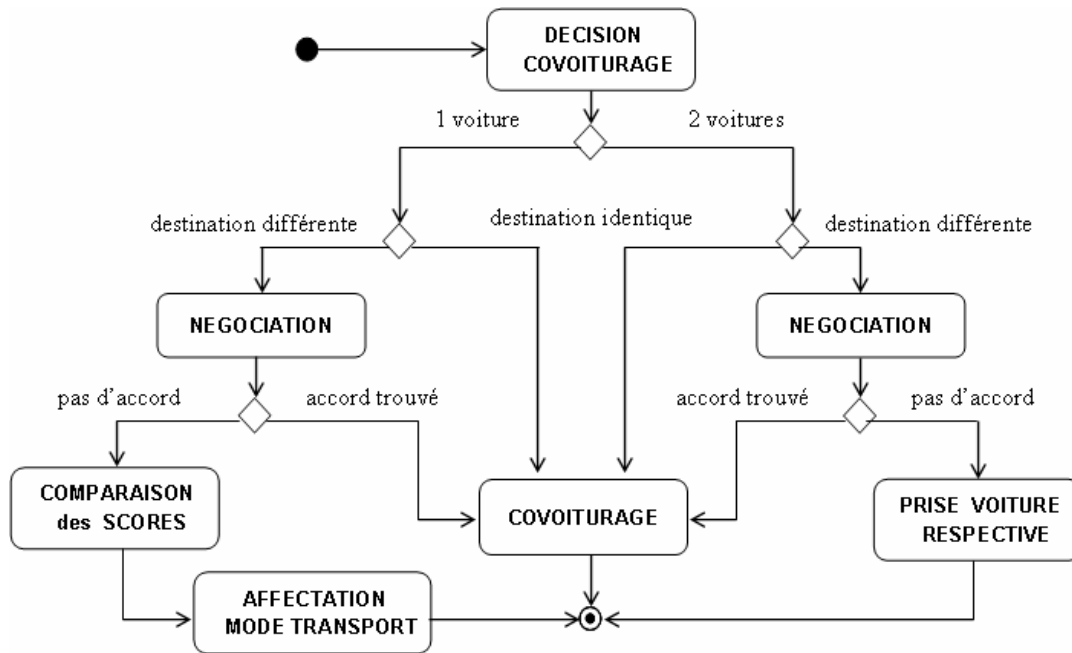 DECISION
COVOITURAGE
1 voiture
2 voitures
destination différente
destination identique
destination différente
NEGOCIATION
NEGOCIATION
pas d'accord
accord trouvé
accord trouvé
pas d'accord
COMPARAISON
des SCORES
COVOITURAGE
PRISE VOITURE
RESPECTIVE
AFFECTATION
MODE TRANSPORT